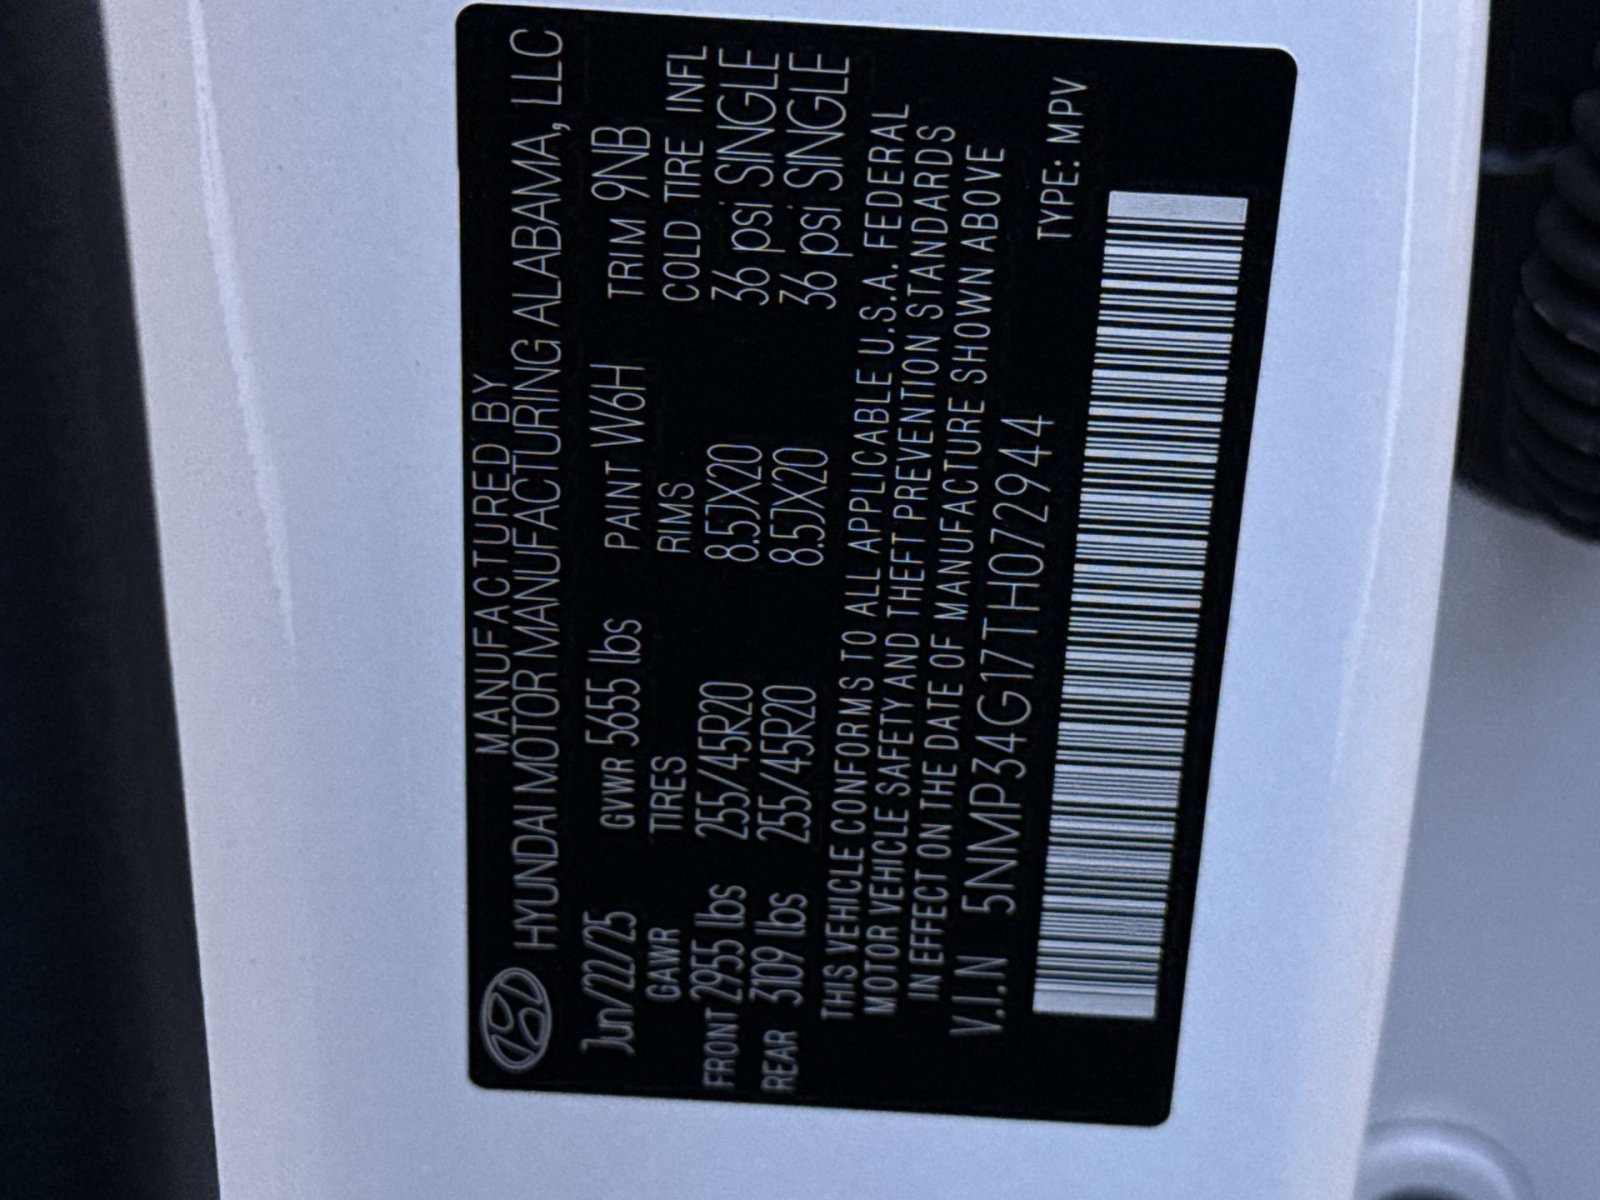 MANUFACTURED BY
HYUNDAI MOTOR MANUFACTURING ALABAMA, LLC
Jun/22/25 GVWR 5655 lbs PAINT W6H TRIM 9NB
GAWR TIRES RIMS COLD TIRE INFL
FRONT 2955 lbs 255/45R20 8.5JX20 36 psi SINGLE
REAR 3109 lbs 255/45R20 8.5JX20 36 psi SINGLE
THIS VEHICLE CONFORMS TO ALL APPLICABLE U.S.A. FEDERAL
MOTOR VEHICLE SAFETY AND THEFT PREVENTION STANDARDS
IN EFFECT ON THE DATE OF MANUFACTURE SHOWN ABOVE
V.I.N 5NMP34G17TH072944 TYPE: MPV